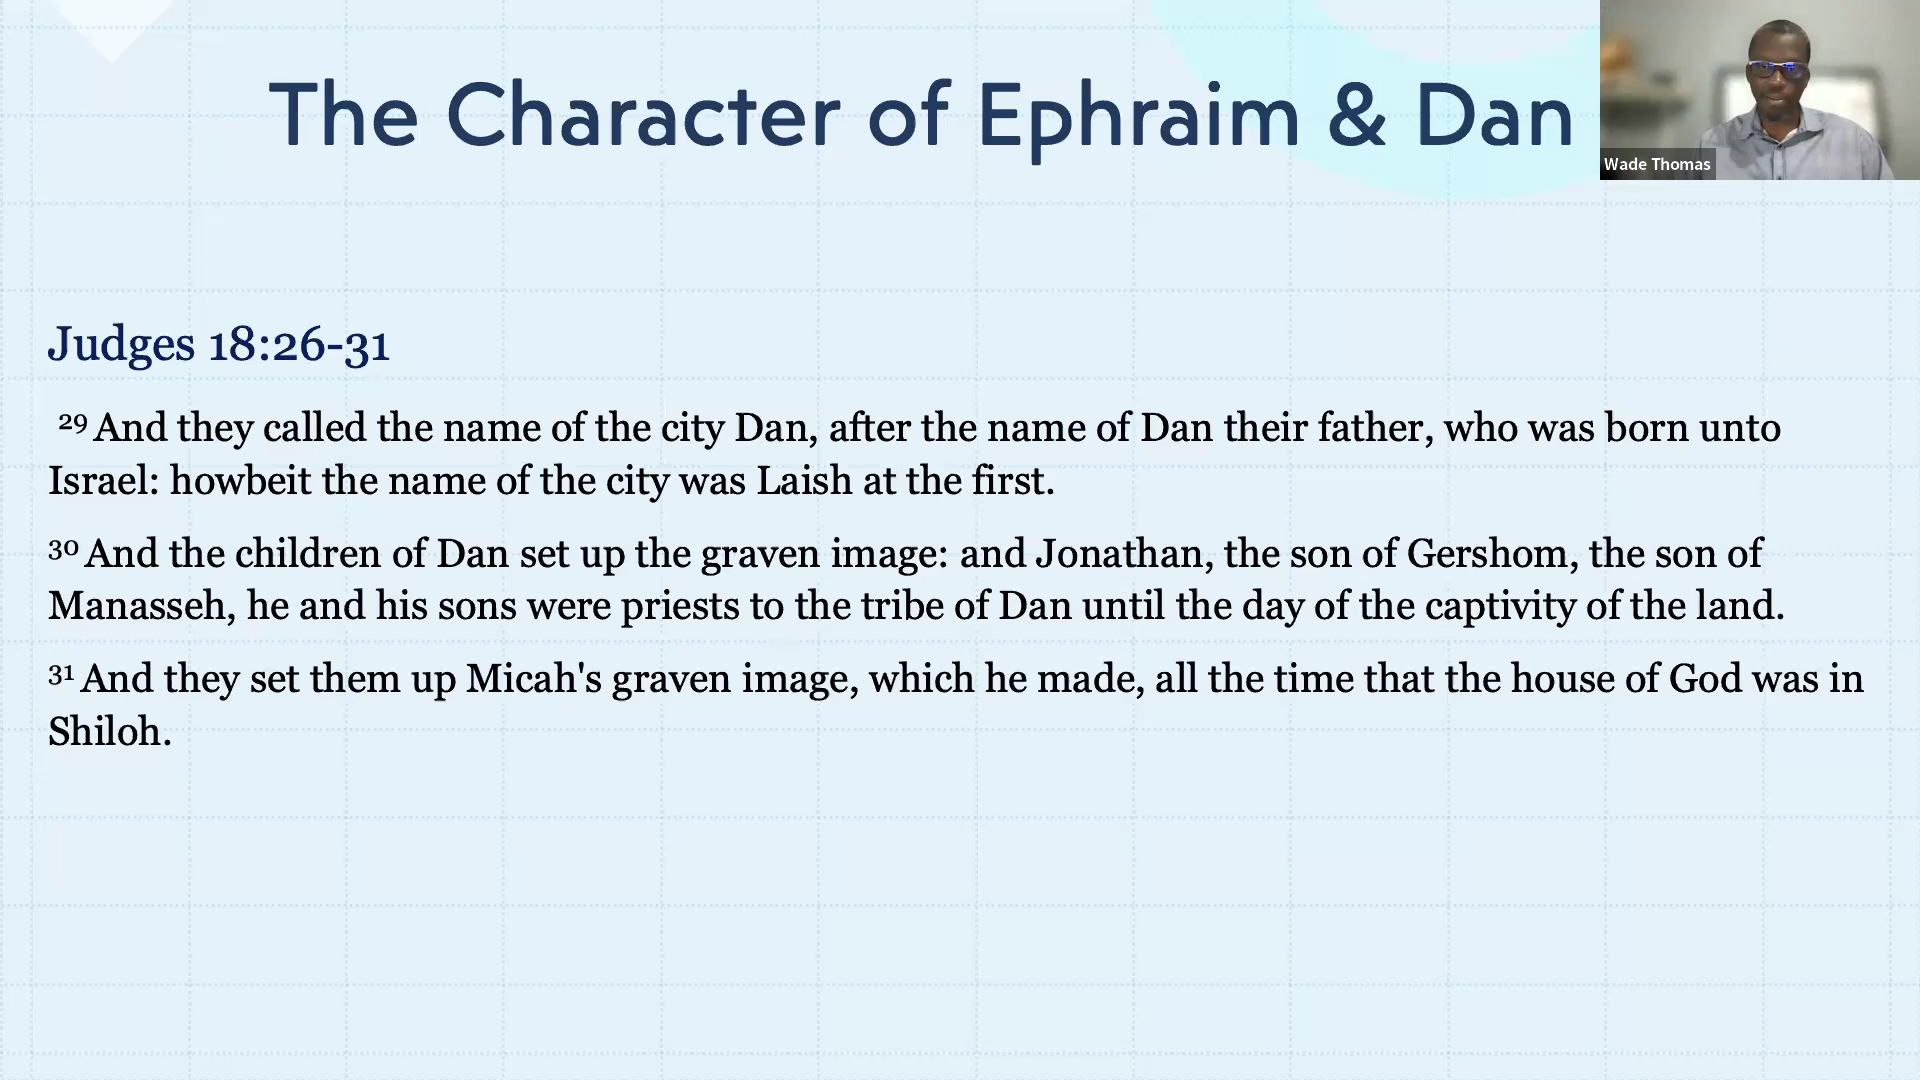 The Character of Ephraim & Dan
Wade Thomas
Judges 18:26-31
29 And they called the name of the city Dan, after the name of Dan their father, who was born unto
Israel: howbeit the name of the city was Laish at the first.
30 And the children of Dan set up the graven image: and Jonathan, the son of Gershom, the son of
Manasseh, he and his sons were priests to the tribe of Dan until the day of the captivity of the land.
31 And they set them up Micah's graven image, which he made, all the time that the house of God was in
Shiloh.